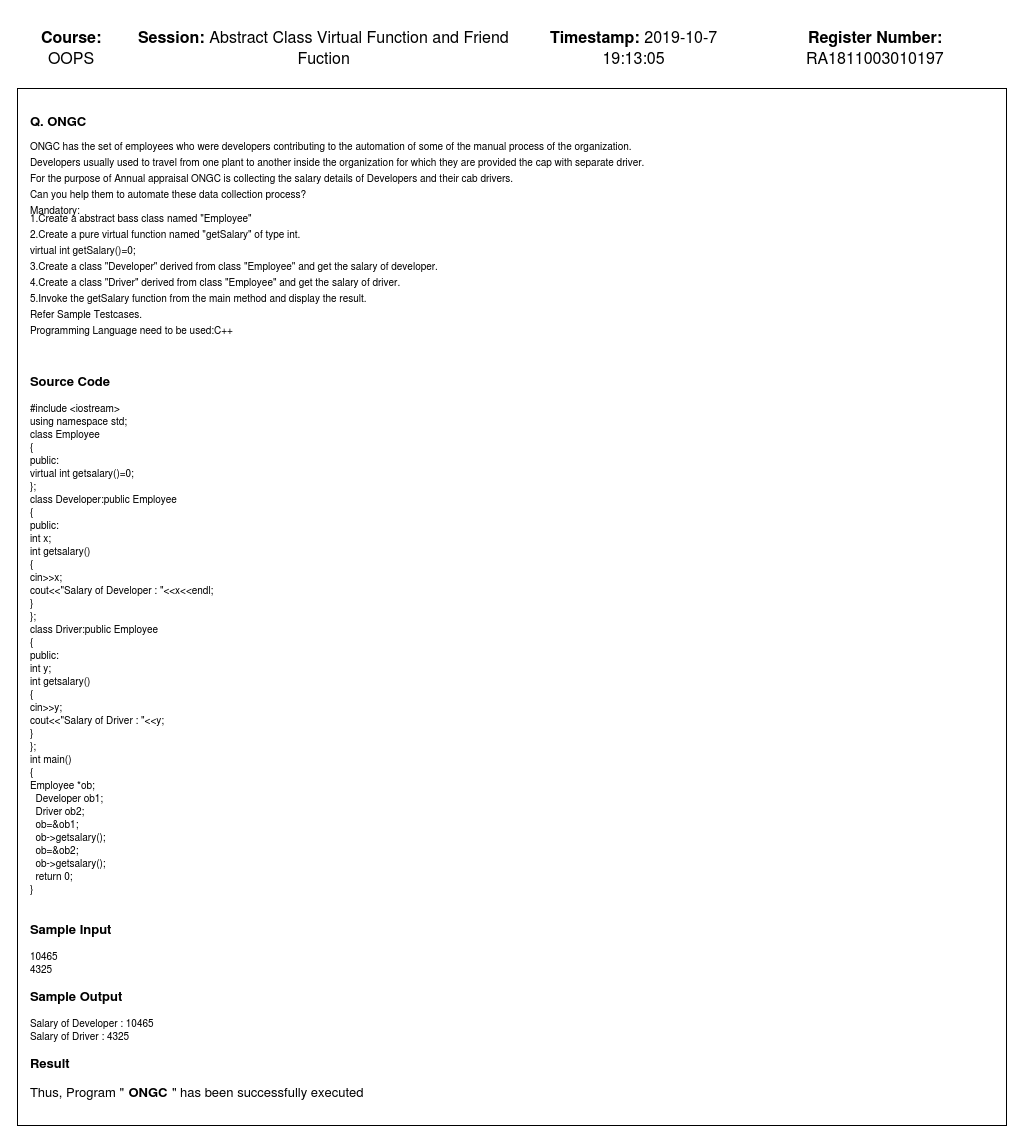 Course: OOPS
Session: Abstract Class Virtual Function and Friend Fuction
Timestamp: 2019-10-7 19:13:05
Register Number: RA1811003010197
Q. ONGC
ONGC has the set of employees who were developers contributing to the automation of some of the manual process of the organization.
Developers usually used to travel from one plant to another inside the organization for which they are provided the cap with separate driver.
For the purpose of Annual appraisal ONGC is collecting the salary details of Developers and their cab drivers.
Can you help them to automate these data collection process?
Mandatory:
1.Create a abstract bass class named "Employee"
2.Create a pure virtual function named "getSalary" of type int.
virtual int getSalary()=0;
3.Create a class "Developer" derived from class "Employee" and get the salary of developer.
4.Create a class "Driver" derived from class "Employee" and get the salary of driver.
5.Invoke the getSalary function from the main method and display the result.
Refer Sample Testcases.
Programming Language need to be used:C++
Source Code
#include <iostream>
using namespace std;
class Employee
{
public:
virtual int getsalary()=0;
};
class Developer:public Employee
{
public:
int x;
int getsalary()
{
cin>>x;
cout<<"Salary of Developer : "<<x<<endl;
}
};
class Driver:public Employee
{
public:
int y;
int getsalary()
{
cin>>y;
cout<<"Salary of Driver : "<<y;
}
};
int main()
{
Employee *ob;
Developer ob1;
Driver ob2;
ob=&ob1;
ob->getsalary();
ob=&ob2;
ob->getsalary();
return 0;
}
Sample Input
10465
4325
Sample Output
Salary of Developer : 10465
Salary of Driver : 4325
Result
Thus, Program " ONGC " has been successfully executed